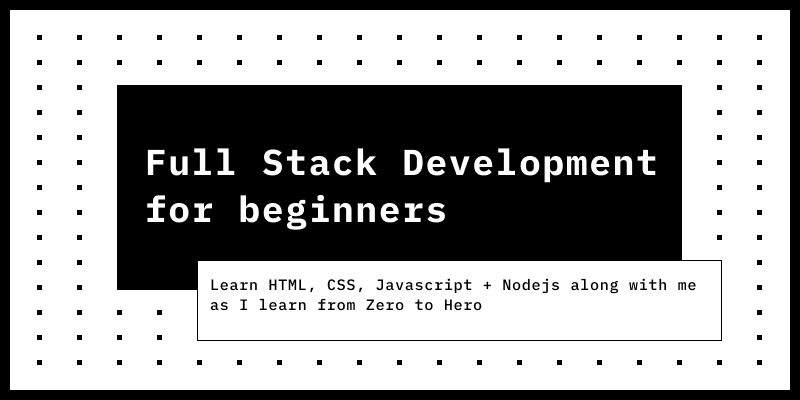 Full Stack Development
for beginners
Learn HTML, CSS, Javascript + Nodejs along with me
as I learn from Zero to Hero